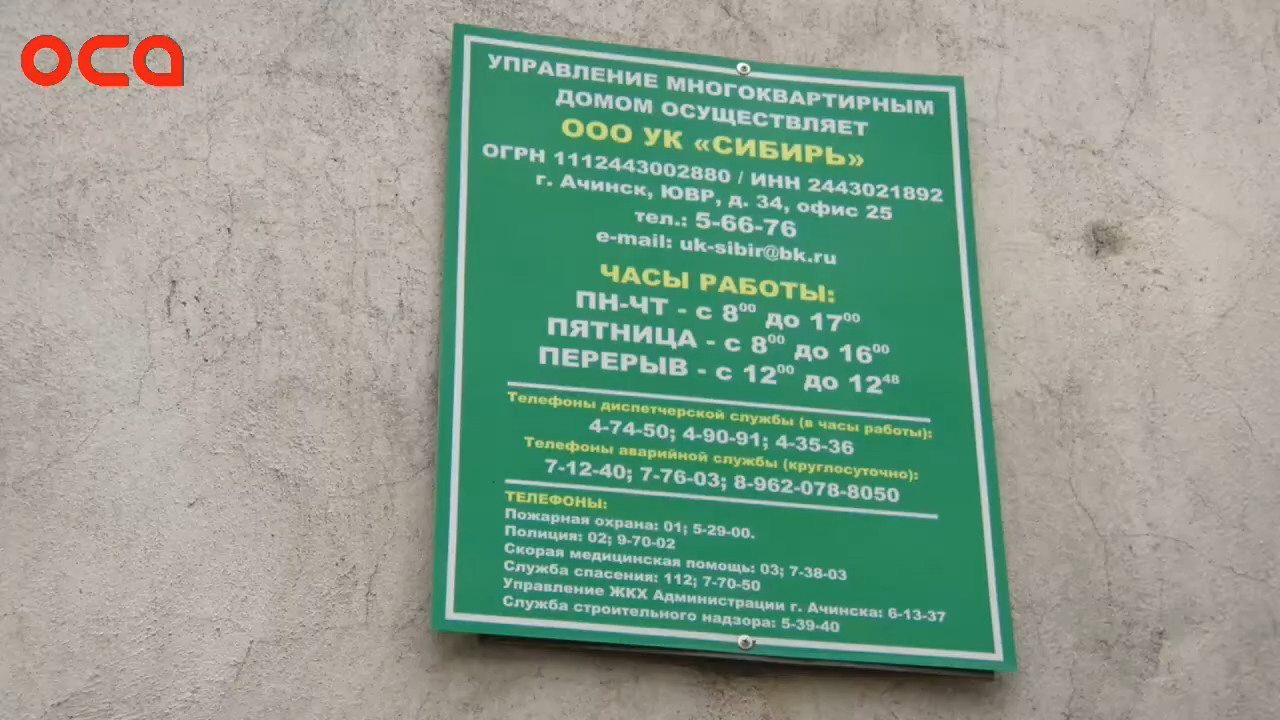 оса
УПРАВЛЕНИЕ МНОГОКВАРТИРНЫМ
ДОМОМ ОСУЩЕСТВЛЯЕТ
ООО УК «СИБИРЬ»
ОГРН 1112443002880 / ИНН 2443021892
г. Ачинск, ЮВР, д. 34, офис 25
тел.: 5-66-76
e-mail: uk-sibir@bk.ru
ЧАСЫ РАБОТЫ:
ПН-ЧТ - с 8⁰⁰ до 17⁰⁰
ПЯТНИЦА - с 8⁰⁰ до 16⁰⁰
ПЕРЕРЫВ - с 12⁰⁰ до 12⁴⁸
Телефоны диспетчерской службы (в часы работы):
4-74-50; 4-90-91; 4-35-36
Телефоны аварийной службы (круглосуточно):
7-12-40; 7-76-03; 8-962-078-8050
ТЕЛЕФОНЫ:
Пожарная охрана: 01; 5-29-00.
Полиция: 02; 9-70-02
Скорая медицинская помощь: 03; 7-38-03
Служба спасения: 112; 7-70-50
Управление ЖКХ Администрации г. Ачинска: 6-13-37
Служба строительного надзора: 5-39-40